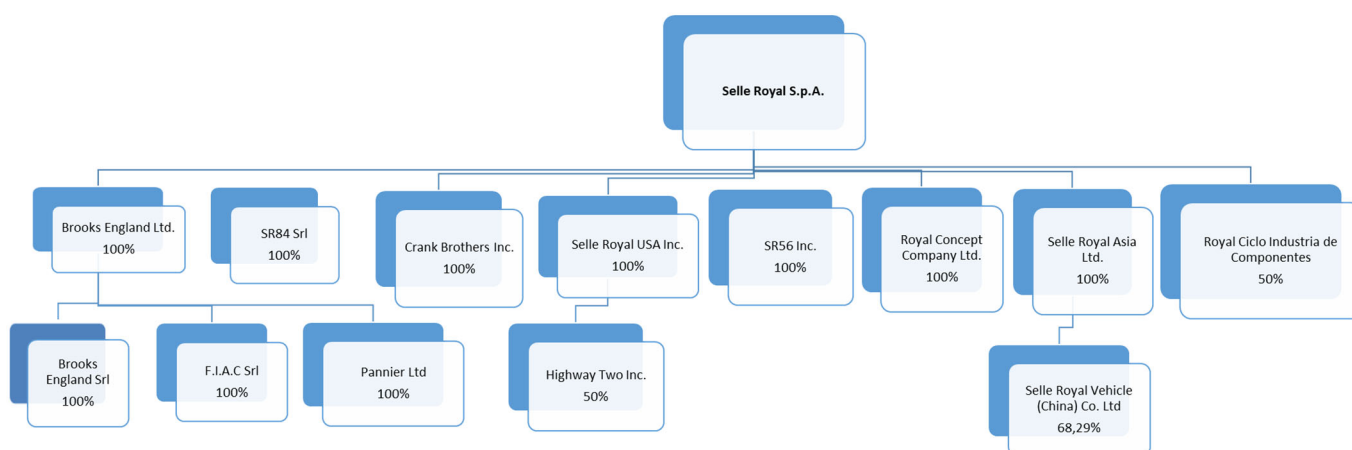 Selle Royal S.p.A.
Brooks England Ltd.
100%
SR84 Srl
100%
Crank Brothers Inc.
100%
Selle Royal USA Inc.
100%
SR56 Inc.
100%
Royal Concept
Company Ltd.
100%
Selle Royal Asia
Ltd.
100%
Royal Ciclo Industria de
Componentes
50%
Brooks
England Srl
100%
F.I.A.C Srl
100%
Pannier Ltd
100%
Highway Two Inc.
50%
Selle Royal Vehicle
(China) Co. Ltd
68,29%